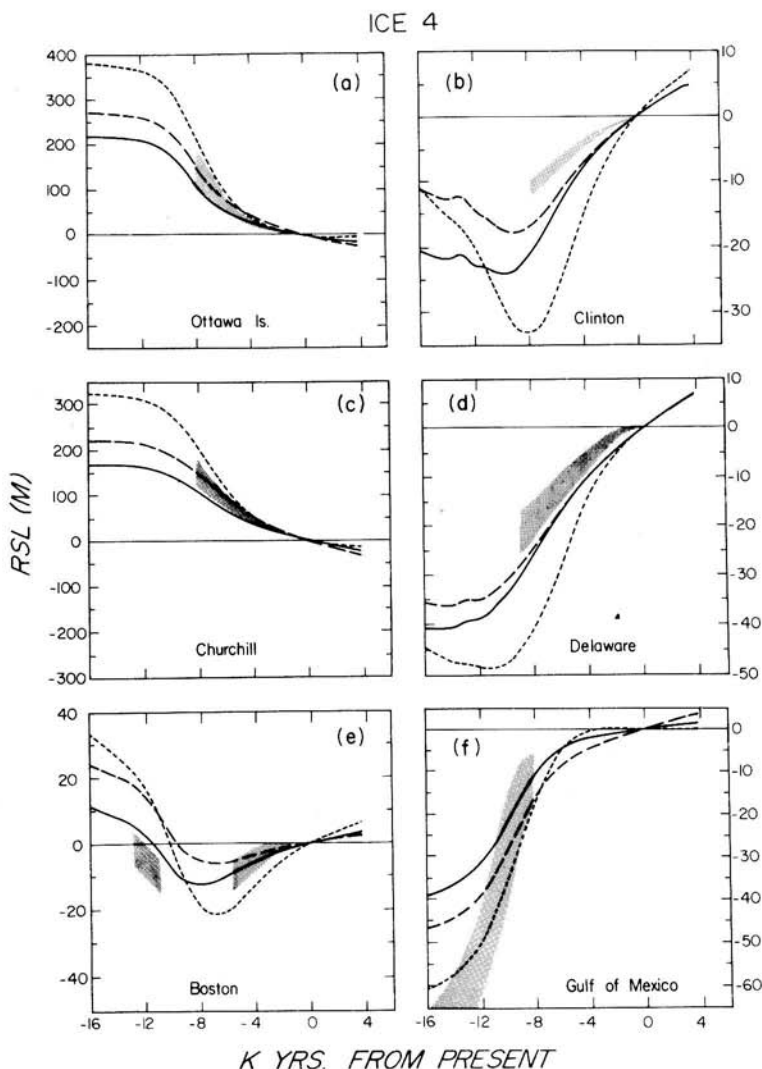 ICE 4
RSL (M)
(a)
400
300
200
100
0
-100
-200
Ottawa Is.
(b)
10
0
-10
-20
-30
Clinton
(c)
300
200
100
0
-100
-200
-300
Churchill
(d)
10
0
-10
-20
-30
-40
-50
Delaware
(e)
40
20
0
-20
-40
Boston
-16 -12 -8 -4 0 4
(f)
0
-10
-20
-30
-40
-50
-60
Gulf of Mexico
-16 -12 -8 -4 0 4
K YRS. FROM PRESENT